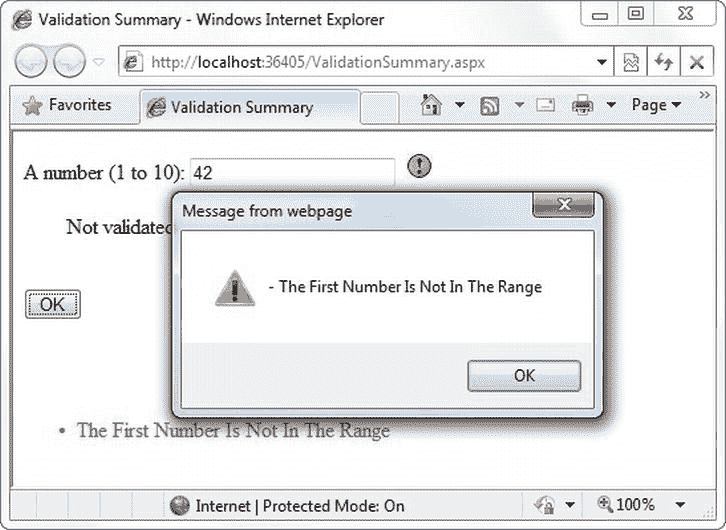 Validation Summary - Windows Internet Explorer
http://localhost:36405/ValidationSummary.aspx
Favorites
Validation Summary
Page
A number (1 to 10): 42
Message from webpage
Not validated
- The First Number Is Not In The Range
OK
OK
• The First Number Is Not In The Range
Internet | Protected Mode: On
100%